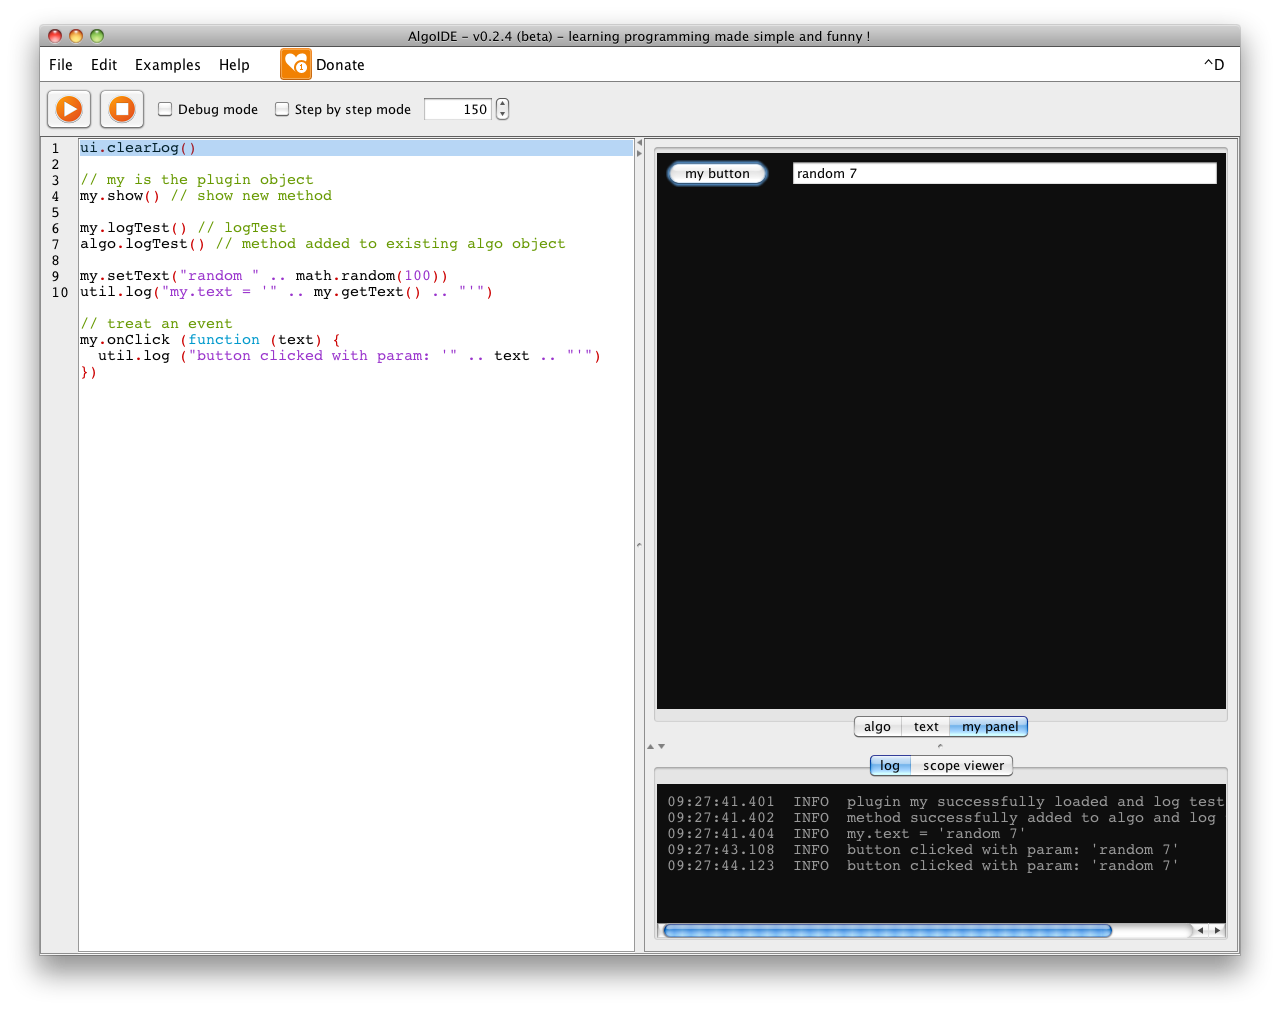 AlgoIDE - v0.2.4 (beta) - learning programming made simple and funny !
File Edit Examples Help Donate ^D
Debug mode Step by step mode 150
1 ui.clearLog()
2
3 // my is the plugin object
4 my.show() // show new method
5
6 my.logTest() // logTest
7 algo.logTest() // method added to existing algo object
8
9 my.setText("random " .. math.random(100))
10 util.log("my.text = '" .. my.getText() .. "'")
// treat an event
my.onClick (function (text) {
util.log ("button clicked with param: '" .. text .. "'")
})
my button random 7
algo text my panel
log scope viewer
09:27:41.401 INFO plugin my successfully loaded and log test
09:27:41.402 INFO method successfully added to algo and log
09:27:41.404 INFO my.text = 'random 7'
09:27:43.108 INFO button clicked with param: 'random 7'
09:27:44.123 INFO button clicked with param: 'random 7'